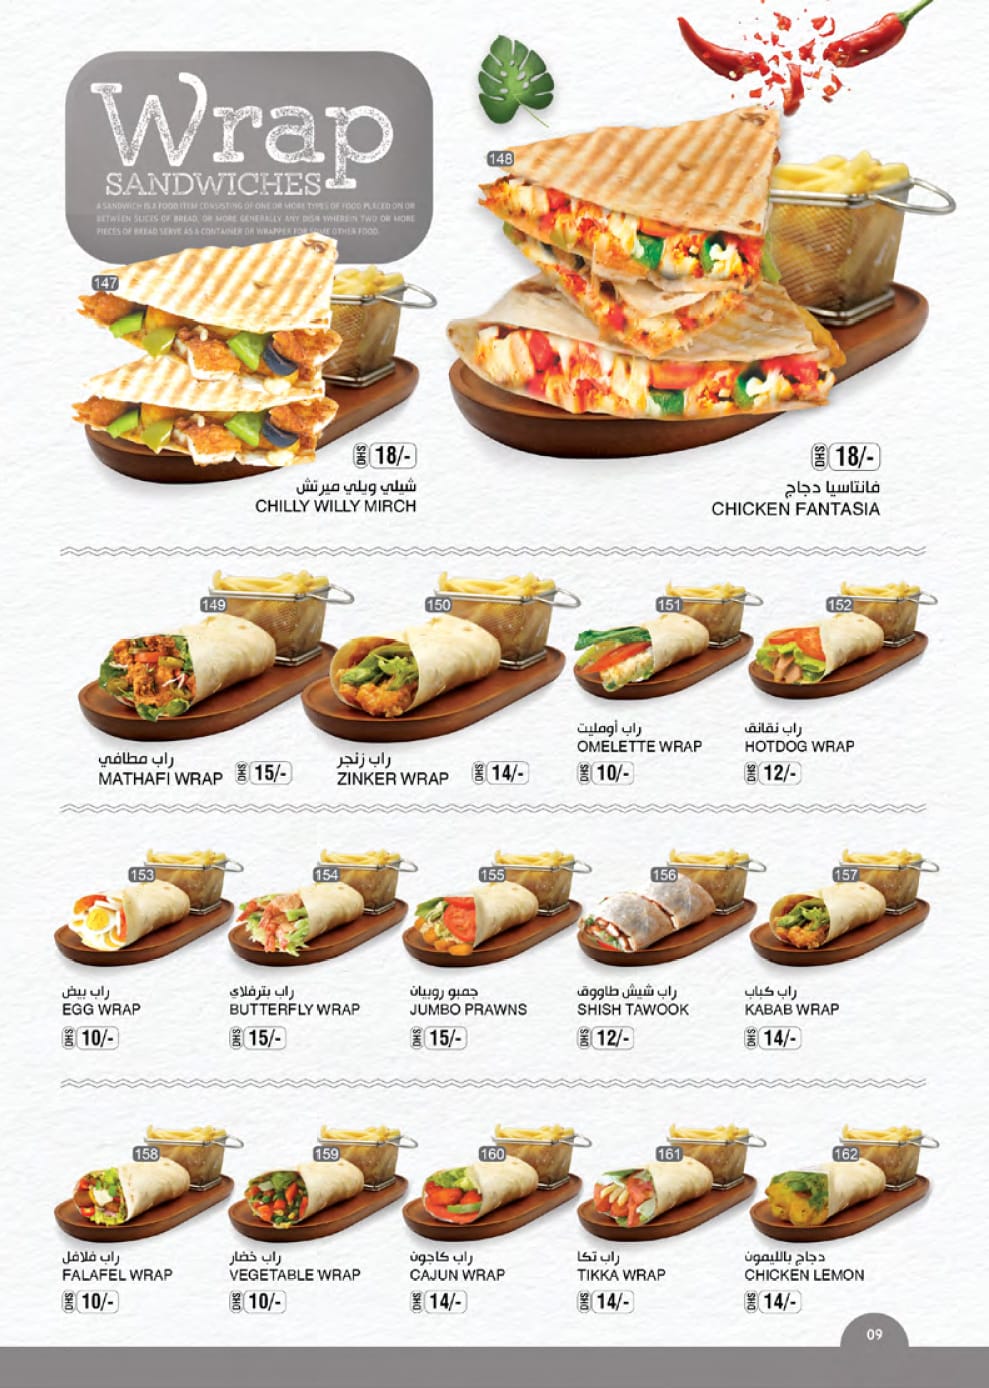 Wrap
SANDWICHES
A SANDWICH IS A FOOD ITEM CONSISTING OF ONE OR MORE TYPES OF FOOD PLACED ON OR
BETWEEN SLICES OF BREAD, OR MORE GENERALLY ANY DISH WHEREIN TWO OR MORE
PIECES OF BREAD SERVE AS A CONTAINER OR WRAPPER FOR SOME OTHER FOOD.
147
DHS 18/-
شيلي ويلي ميرتش
CHILLY WILLY MIRCH
148
DHS 18/-
فانتاسيا دجاج
CHICKEN FANTASIA
149
راب مطافي
MATHAFI WRAP DHS 15/-
150
راب زنجر
ZINKER WRAP DHS 14/-
151
راب أومليت
OMELETTE WRAP
DHS 10/-
152
راب نقانق
HOTDOG WRAP
DHS 12/-
153
راب بيض
EGG WRAP
DHS 10/-
154
راب بترفلاي
BUTTERFLY WRAP
DHS 15/-
155
جمبو روبيان
JUMBO PRAWNS
DHS 15/-
156
راب شيش طاووق
SHISH TAWOOK
DHS 12/-
157
راب كباب
KABAB WRAP
DHS 14/-
158
راب فلافل
FALAFEL WRAP
DHS 10/-
159
راب خضار
VEGETABLE WRAP
DHS 10/-
160
راب كاجون
CAJUN WRAP
DHS 14/-
161
راب تكا
TIKKA WRAP
DHS 14/-
162
دجاج بالليمون
CHICKEN LEMON
DHS 14/-
09